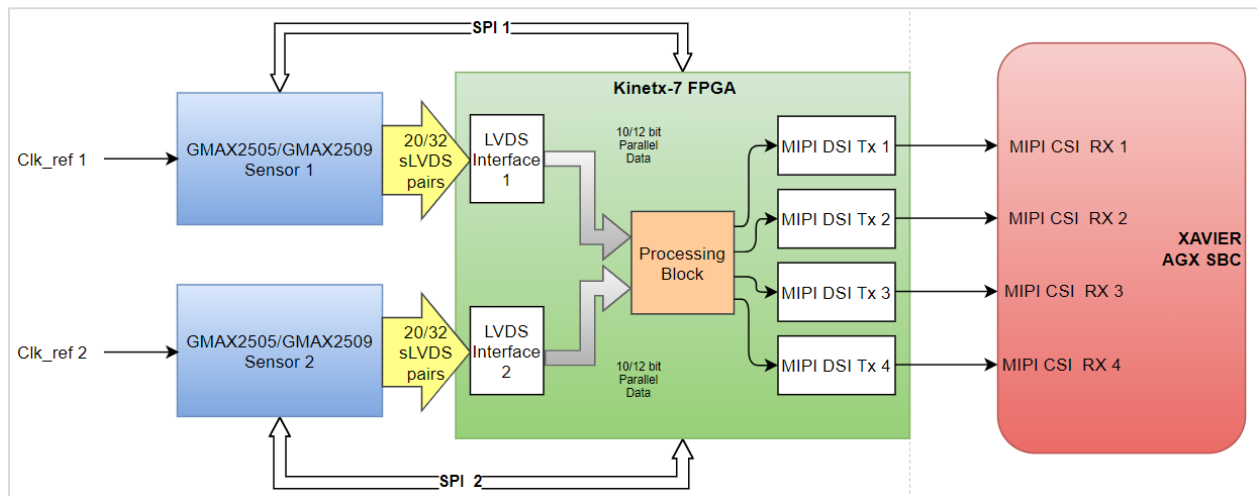 SPI 1
Kinetx-7 FPGA
Clk_ref 1
GMAX2505/GMAX2509
Sensor 1
20/32
sLVDS
pairs
LVDS
Interface
1
10/12 bit
Parallel
Data
MIPI DSI Tx 1
MIPI CSI RX 1
MIPI DSI Tx 2
MIPI CSI RX 2
Processing
Block
XAVIER
AGX SBC
MIPI DSI Tx 3
MIPI CSI RX 3
Clk_ref 2
GMAX2505/GMAX2509
Sensor 2
20/32
sLVDS
pairs
LVDS
Interface
2
10/12 bit
Parallel
Data
MIPI DSI Tx 4
MIPI CSI RX 4
SPI 2